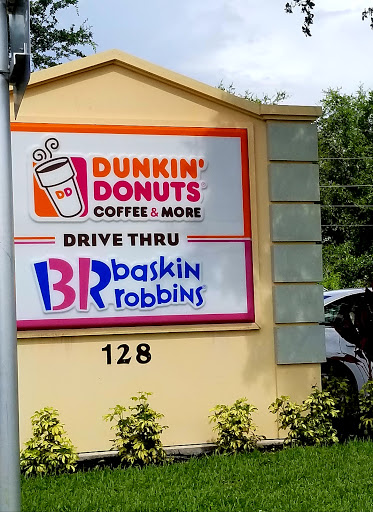 DD
DUNKIN'
DONUTS
COFFEE & MORE
DRIVE THRU
BR baskin
robbins
128